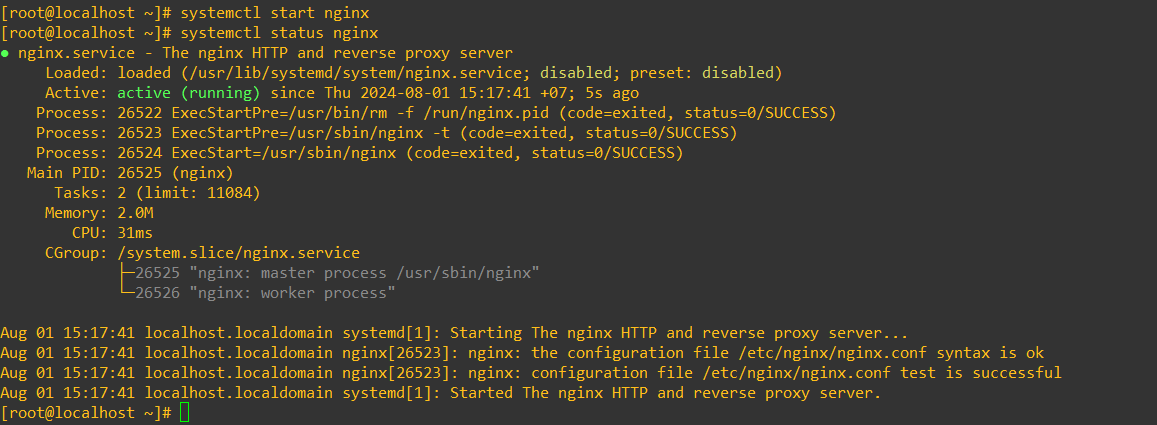 [root@localhost ~]# systemctl start nginx
[root@localhost ~]# systemctl status nginx
● nginx.service - The nginx HTTP and reverse proxy server
     Loaded: loaded (/usr/lib/systemd/system/nginx.service; disabled; preset: disabled)
     Active: active (running) since Thu 2024-08-01 15:17:41 +07; 5s ago
    Process: 26522 ExecStartPre=/usr/bin/rm -f /run/nginx.pid (code=exited, status=0/SUCCESS)
    Process: 26523 ExecStartPre=/usr/sbin/nginx -t (code=exited, status=0/SUCCESS)
    Process: 26524 ExecStart=/usr/sbin/nginx (code=exited, status=0/SUCCESS)
   Main PID: 26525 (nginx)
      Tasks: 2 (limit: 11084)
     Memory: 2.0M
        CPU: 31ms
     CGroup: /system.slice/nginx.service
             ├─26525 "nginx: master process /usr/sbin/nginx"
             └─26526 "nginx: worker process"

Aug 01 15:17:41 localhost.localdomain systemd[1]: Starting The nginx HTTP and reverse proxy server...
Aug 01 15:17:41 localhost.localdomain nginx[26523]: nginx: the configuration file /etc/nginx/nginx.conf syntax is ok
Aug 01 15:17:41 localhost.localdomain nginx[26523]: nginx: configuration file /etc/nginx/nginx.conf test is successful
Aug 01 15:17:41 localhost.localdomain systemd[1]: Started The nginx HTTP and reverse proxy server.
[root@localhost ~]#